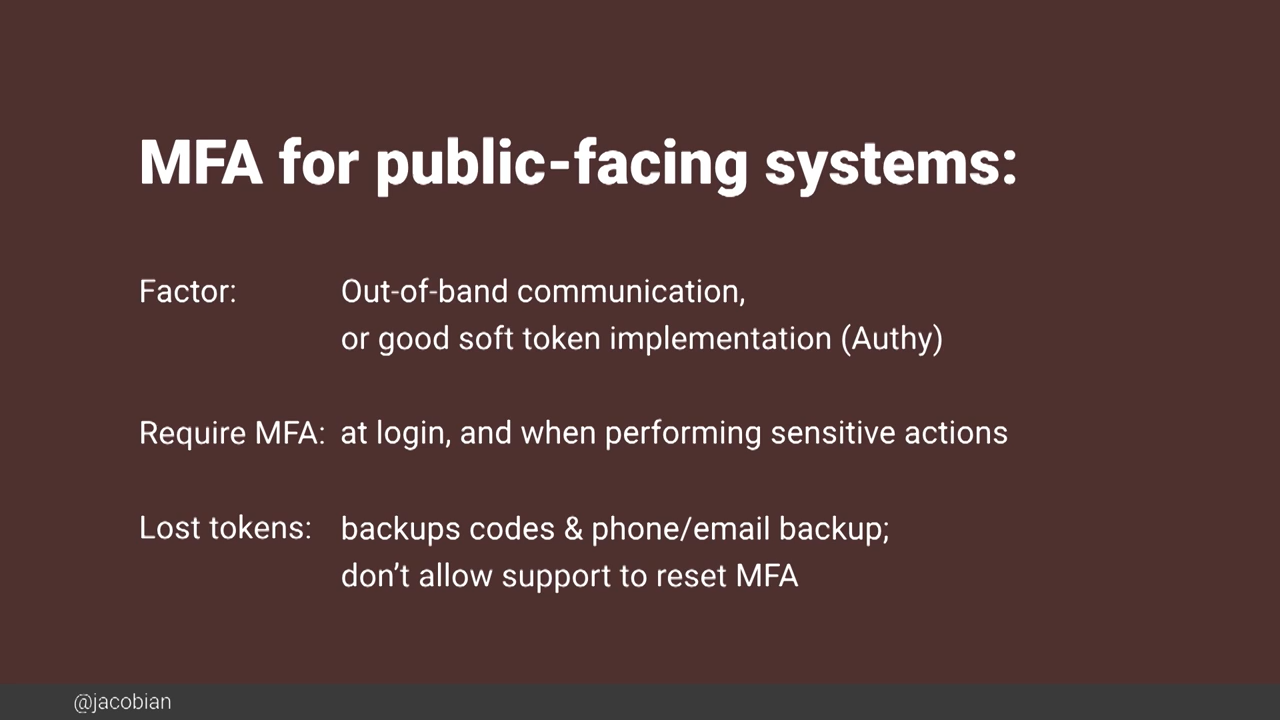 MFA for public-facing systems:
Factor: Out-of-band communication,
or good soft token implementation (Authy)
Require MFA: at login, and when performing sensitive actions
Lost tokens: backups codes & phone/email backup;
don’t allow support to reset MFA
@jacobian